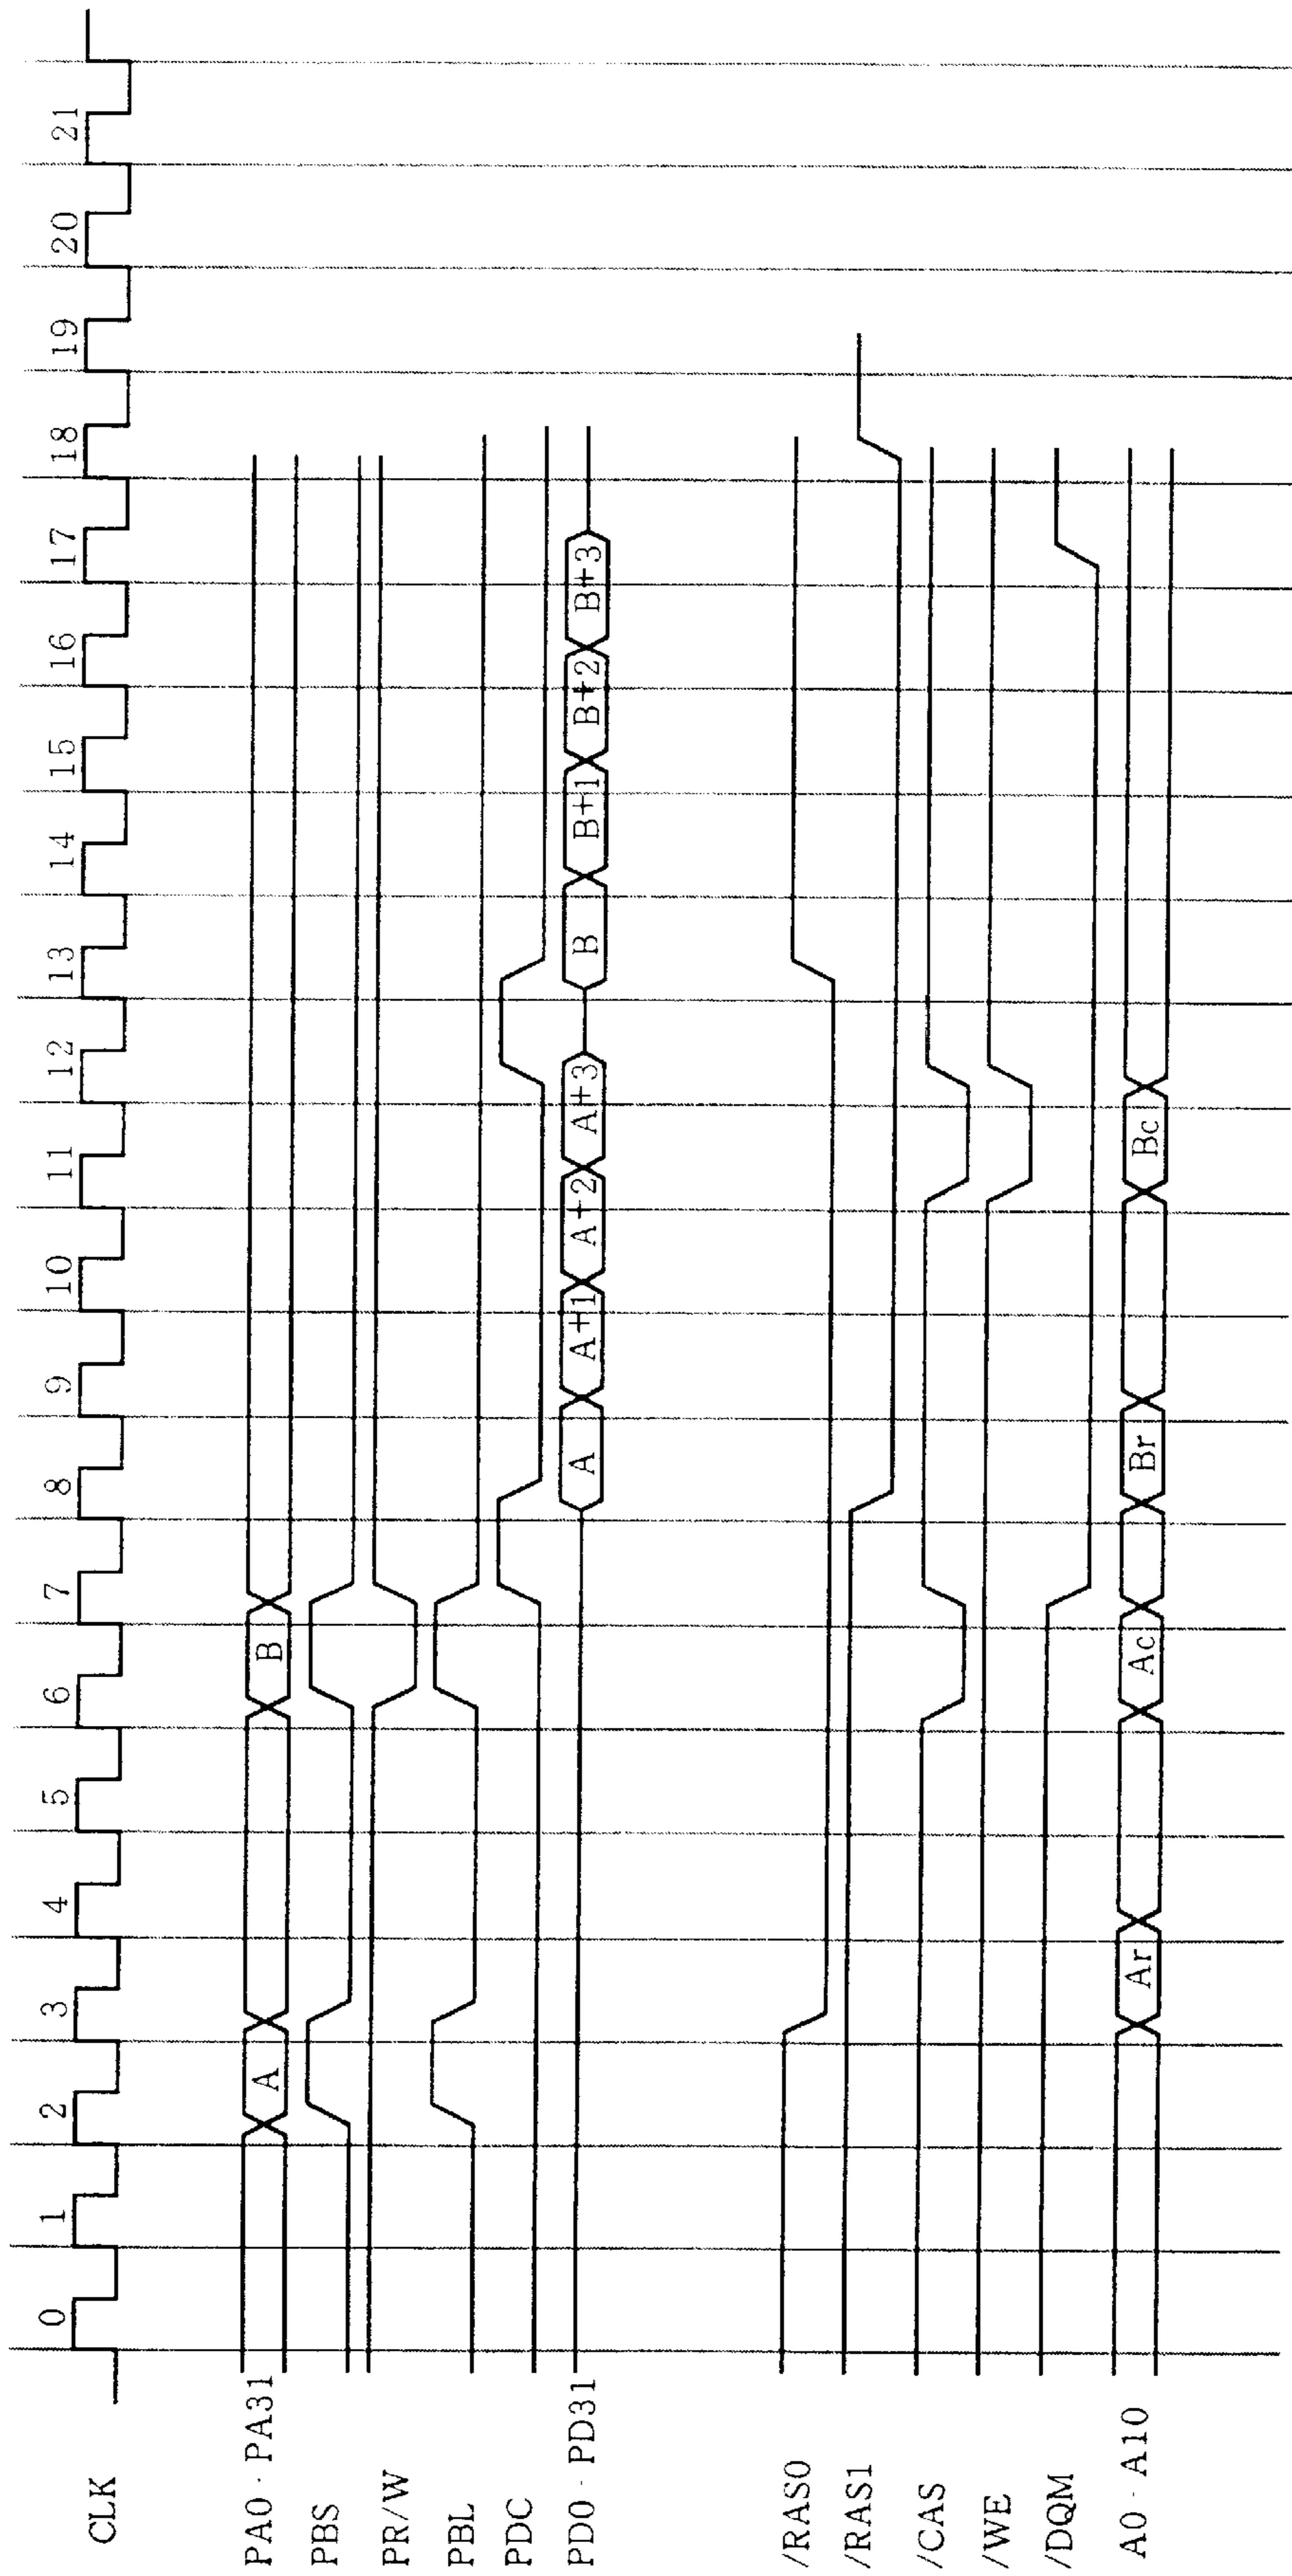 CLK 0 1 2 3 4 5 6 7 8 9 10 11 12 13 14 15 16 17 18 19 20 21
PA0 · PA31 A B
PBS
PR/W
PBL
PDC
PD0 · PD31 A A+1 A+2 A+3 B B+1 B+2 B+3
/RAS0
/RAS1
/CAS
/WE
/DQM
A0 · A10 Ar Ac Br Bc